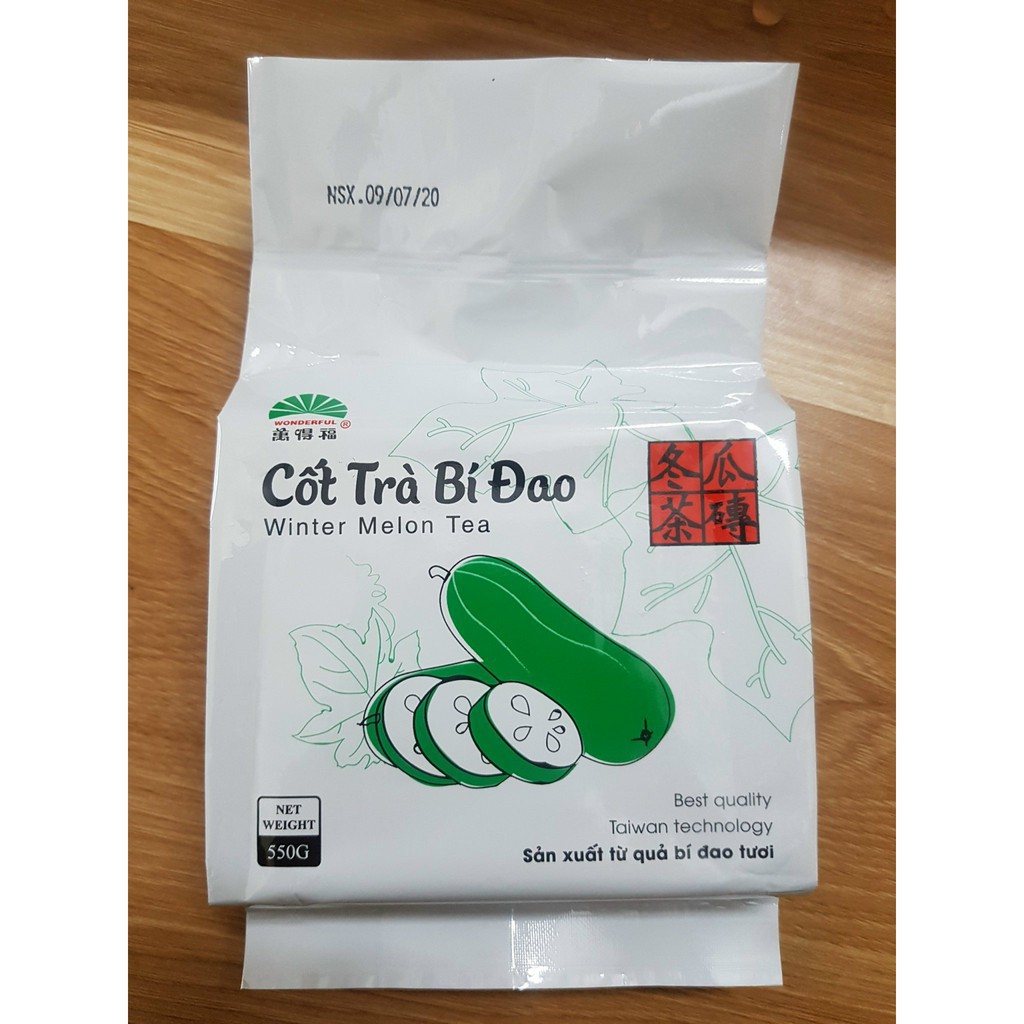 NSX.09/07/20
WONDERFUL®
萬得福
Cốt Trà Bí Đao
Winter Melon Tea
冬瓜
茶磚
NET
WEIGHT
550G
Best quality
Taiwan technology
Sản xuất từ quả bí đao tươi